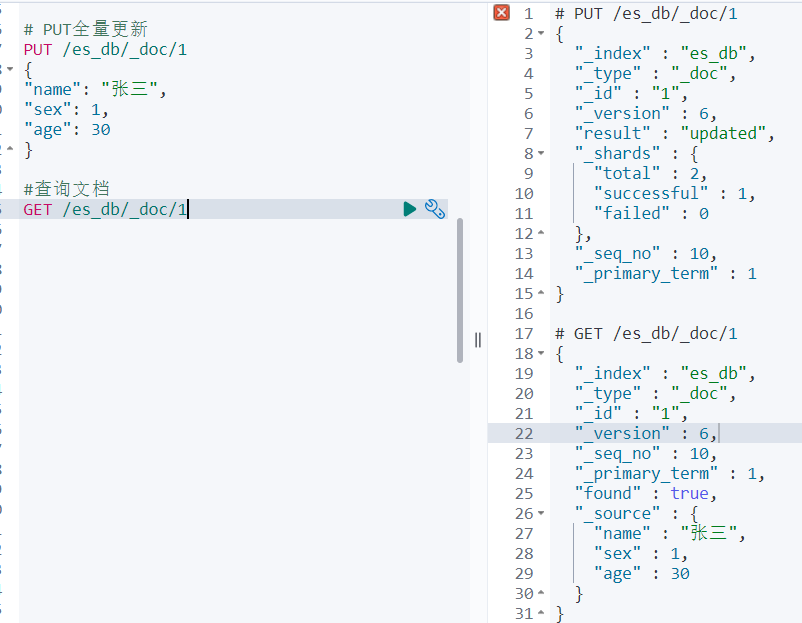 # PUT全量更新
PUT /es_db/_doc/1
{
"name": "张三",
"sex": 1,
"age": 30
}
#查询文档
GET /es_db/_doc/1
1 # PUT /es_db/_doc/1
2 {
3 "_index" : "es_db",
4 "_type" : "_doc",
5 "_id" : "1",
6 "_version" : 6,
7 "result" : "updated",
8 "_shards" : {
9 "total" : 2,
10 "successful" : 1,
11 "failed" : 0
12 },
13 "_seq_no" : 10,
14 "_primary_term" : 1
15 }
16
17 # GET /es_db/_doc/1
18 {
19 "_index" : "es_db",
20 "_type" : "_doc",
21 "_id" : "1",
22 "_version" : 6,
23 "_seq_no" : 10,
24 "_primary_term" : 1,
25 "found" : true,
26 "_source" : {
27 "name" : "张三",
28 "sex" : 1,
29 "age" : 30
30 }
31 }